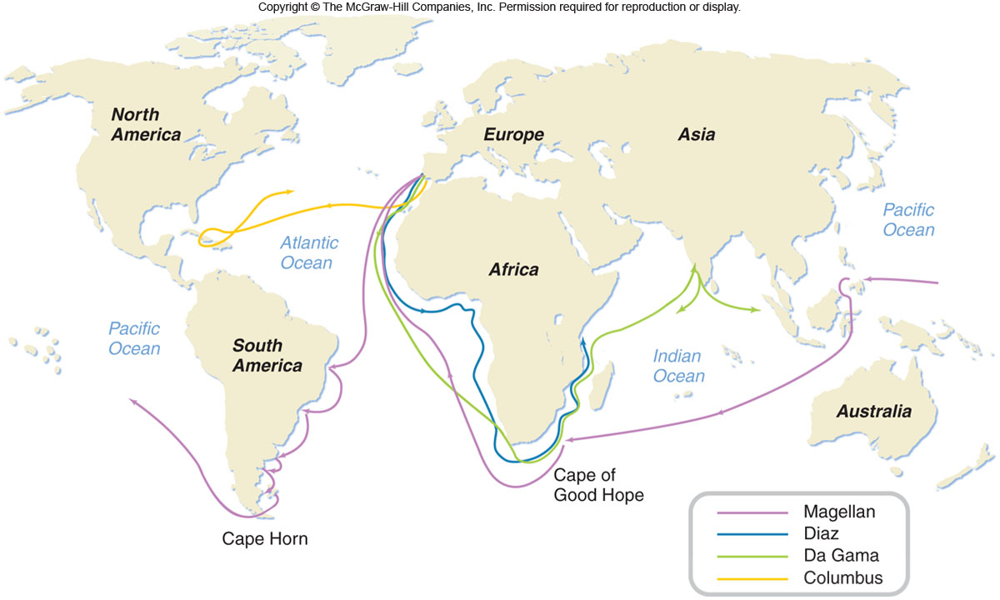 Copyright © The McGraw-Hill Companies, Inc. Permission required for reproduction or display.
North
America
Europe
Asia
Pacific
Ocean
Atlantic
Ocean
Africa
Pacific
Ocean
South
America
Indian
Ocean
Australia
Cape of
Good Hope
Cape Horn
Magellan
Diaz
Da Gama
Columbus